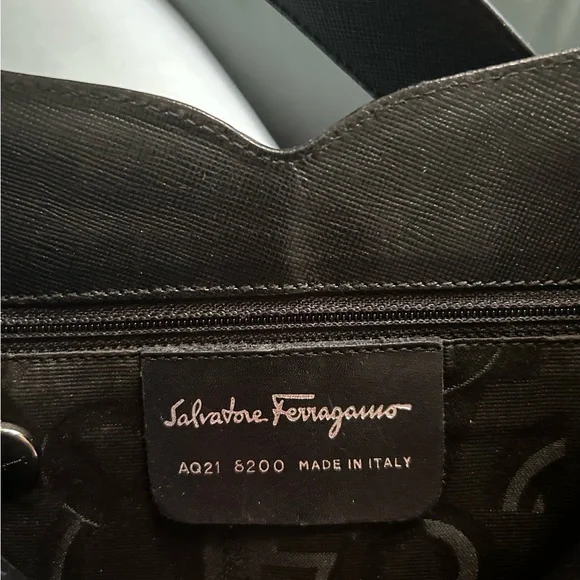 Salvatore Ferragamo
AQ21 8200 MADE IN ITALY